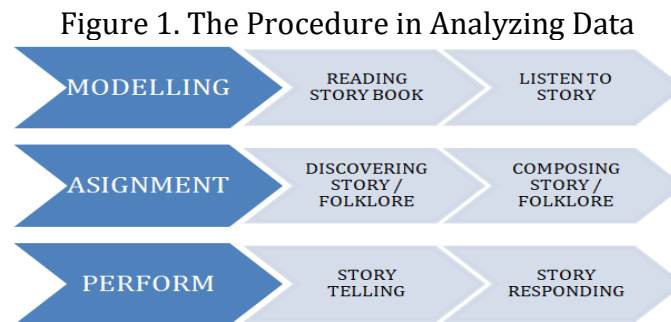 Figure 1. The Procedure in Analyzing Data
MODELLING
READING
STORY BOOK
LISTEN TO
STORY
ASIGNMENT
DISCOVERING
STORY /
FOLKLORE
COMPOSING
STORY /
FOLKLORE
PERFORM
STORY
TELLING
STORY
RESPONDING